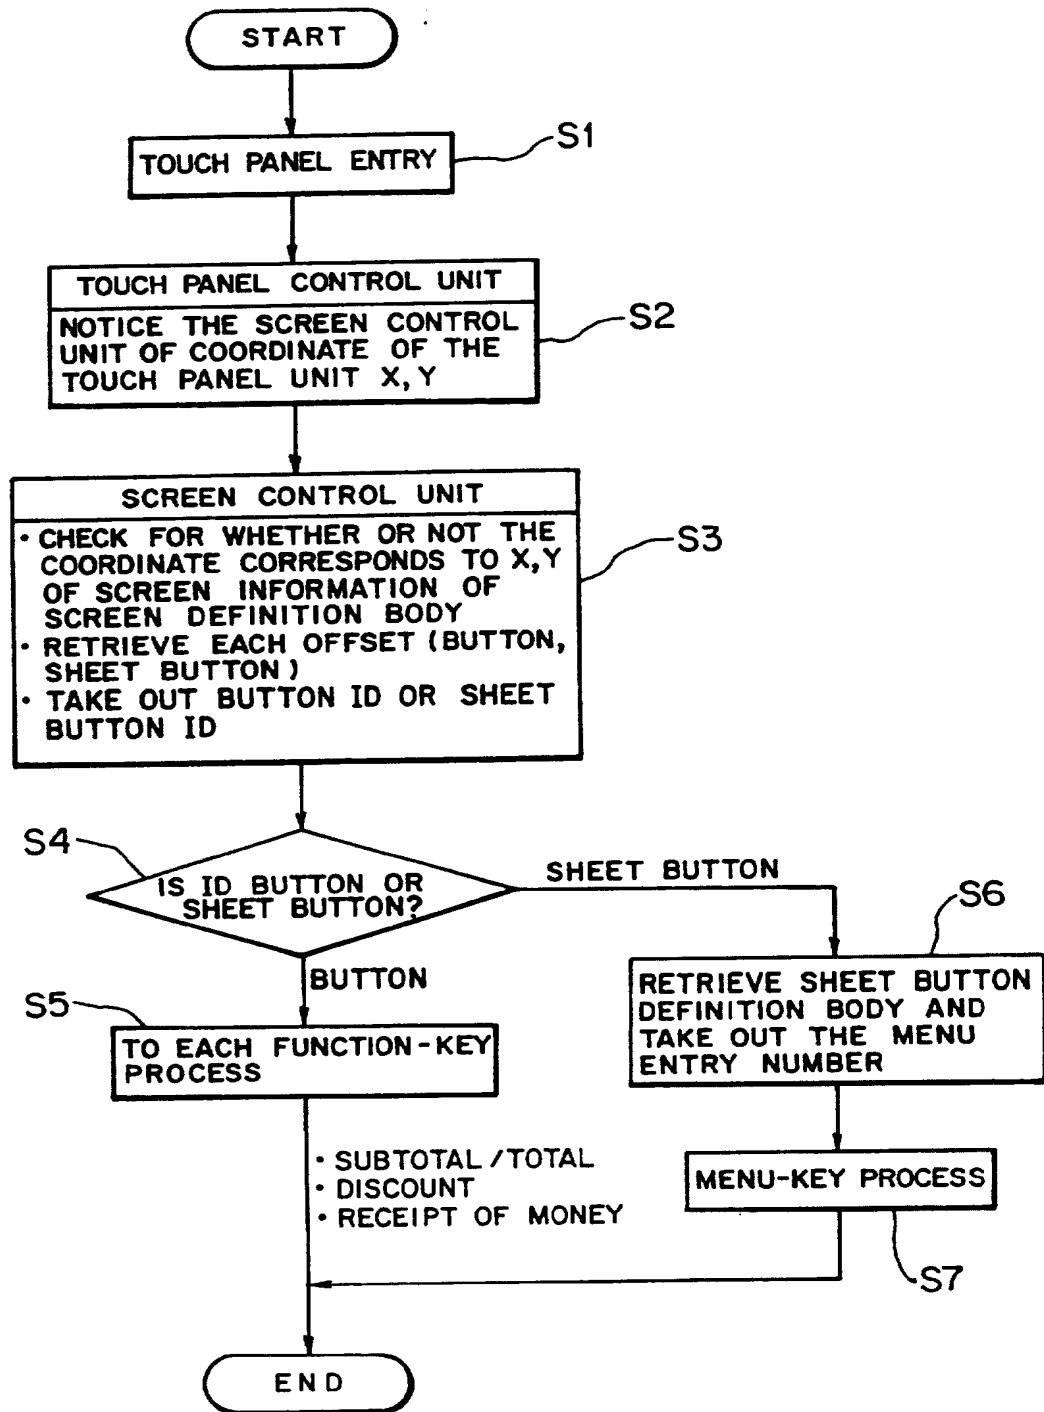 START
TOUCH PANEL ENTRY
S1
TOUCH PANEL CONTROL UNIT
NOTICE THE SCREEN CONTROL
UNIT OF COORDINATE OF THE
TOUCH PANEL UNIT X, Y
S2
SCREEN CONTROL UNIT
• CHECK FOR WHETHER OR NOT THE
COORDINATE CORRESPONDS TO X, Y
OF SCREEN INFORMATION OF
SCREEN DEFINITION BODY
• RETRIEVE EACH OFFSET (BUTTON,
SHEET BUTTON)
• TAKE OUT BUTTON ID OR SHEET
BUTTON ID
S3
S4
IS ID BUTTON OR
SHEET BUTTON?
SHEET BUTTON
BUTTON
S5
TO EACH FUNCTION-KEY
PROCESS
• SUBTOTAL/TOTAL
• DISCOUNT
• RECEIPT OF MONEY
S6
RETRIEVE SHEET BUTTON
DEFINITION BODY AND
TAKE OUT THE MENU
ENTRY NUMBER
MENU-KEY PROCESS
S7
END